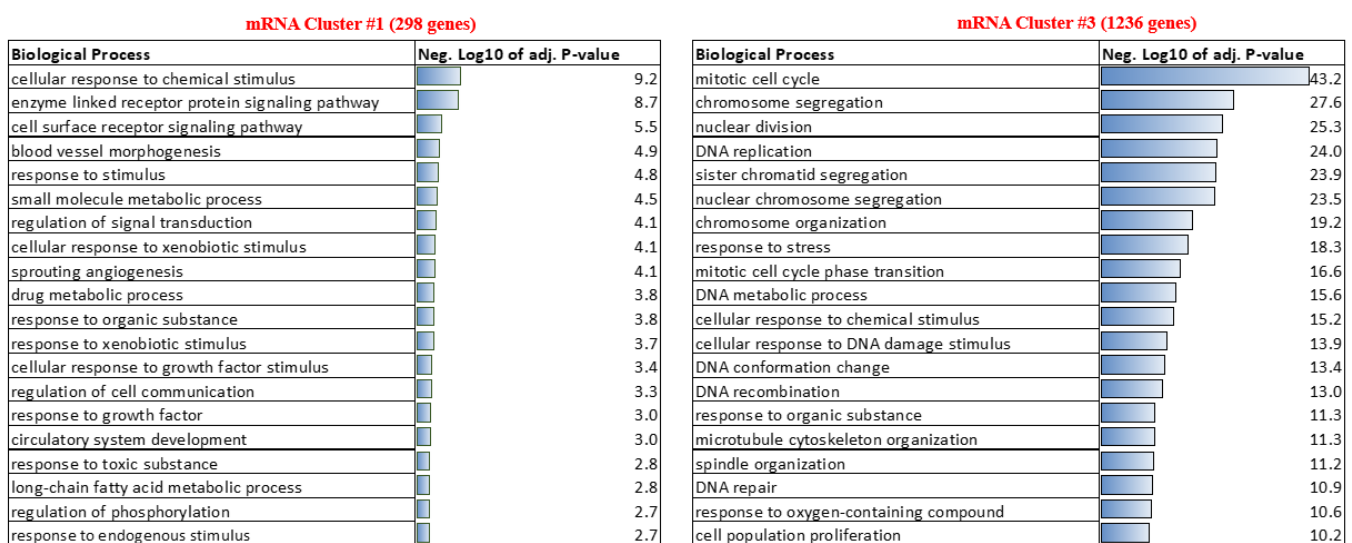 mRNA Cluster #1 (298 genes)
Biological Process Neg. Log10 of adj. P-value
cellular response to chemical stimulus 9.2
enzyme linked receptor protein signaling pathway 8.7
cell surface receptor signaling pathway 5.5
blood vessel morphogenesis 4.9
response to stimulus 4.8
small molecule metabolic process 4.5
regulation of signal transduction 4.1
cellular response to xenobiotic stimulus 4.1
sprouting angiogenesis 4.1
drug metabolic process 3.8
response to organic substance 3.8
response to xenobiotic stimulus 3.7
cellular response to growth factor stimulus 3.4
regulation of cell communication 3.3
response to growth factor 3.0
circulatory system development 3.0
response to toxic substance 2.8
long-chain fatty acid metabolic process 2.8
regulation of phosphorylation 2.7
response to endogenous stimulus 2.7
mRNA Cluster #3 (1236 genes)
Biological Process Neg. Log10 of adj. P-value
mitotic cell cycle 43.2
chromosome segregation 27.6
nuclear division 25.3
DNA replication 24.0
sister chromatid segregation 23.9
nuclear chromosome segregation 23.5
chromosome organization 19.2
response to stress 18.3
mitotic cell cycle phase transition 16.6
DNA metabolic process 15.6
cellular response to chemical stimulus 15.2
cellular response to DNA damage stimulus 13.9
DNA conformation change 13.4
DNA recombination 13.0
response to organic substance 11.3
microtubule cytoskeleton organization 11.3
spindle organization 11.2
DNA repair 10.9
response to oxygen-containing compound 10.6
cell population proliferation 10.2